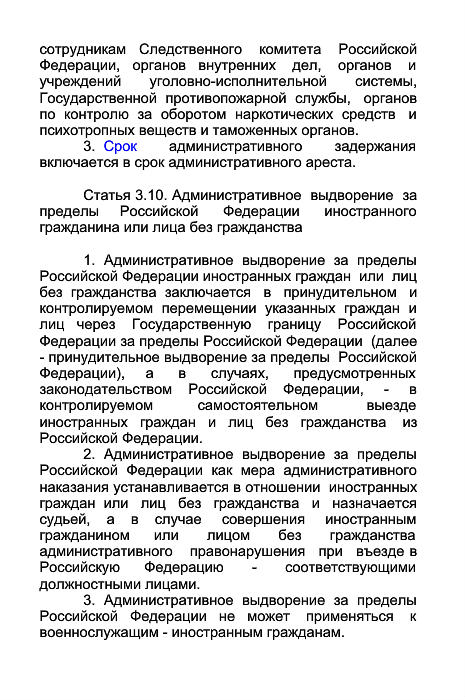 сотрудникам Следственного комитета Российской
Федерации, органов внутренних дел, органов и
учреждений уголовно-исполнительной системы,
Государственной противопожарной службы, органов
по контролю за оборотом наркотических средств и
психотропных веществ и таможенных органов.
3. Срок административного задержания
включается в срок административного ареста.
Статья 3.10. Административное выдворение за
пределы Российской Федерации иностранного
гражданина или лица без гражданства
1. Административное выдворение за пределы
Российской Федерации иностранных граждан или лиц
без гражданства заключается в принудительном и
контролируемом перемещении указанных граждан и
лиц через Государственную границу Российской
Федерации за пределы Российской Федерации (далее
- принудительное выдворение за пределы Российской
Федерации), а в случаях, предусмотренных
законодательством Российской Федерации, - в
контролируемом самостоятельном выезде
иностранных граждан и лиц без гражданства из
Российской Федерации.
2. Административное выдворение за пределы
Российской Федерации как мера административного
наказания устанавливается в отношении иностранных
граждан или лиц без гражданства и назначается
судьей, а в случае совершения иностранным
гражданином или лицом без гражданства
административного правонарушения при въезде в
Российскую Федерацию - соответствующими
должностными лицами.
3. Административное выдворение за пределы
Российской Федерации не может применяться к
военнослужащим - иностранным гражданам.